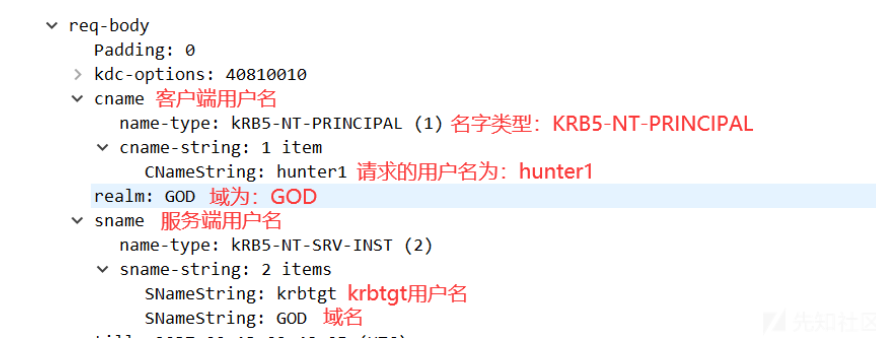 req-body
Padding: 0
kdc-options: 40810010
cname 客户端用户名
name-type: kRB5-NT-PRINCIPAL (1) 名字类型：KRB5-NT-PRINCIPAL
cname-string: 1 item
CNameString: hunter1 请求的用户名为：hunter1
realm: GOD 域为：GOD
sname 服务端用户名
name-type: kRB5-NT-SRV-INST (2)
sname-string: 2 items
SNameString: krbtgt krbtgt用户名
SNameString: GOD 域名
先知社区